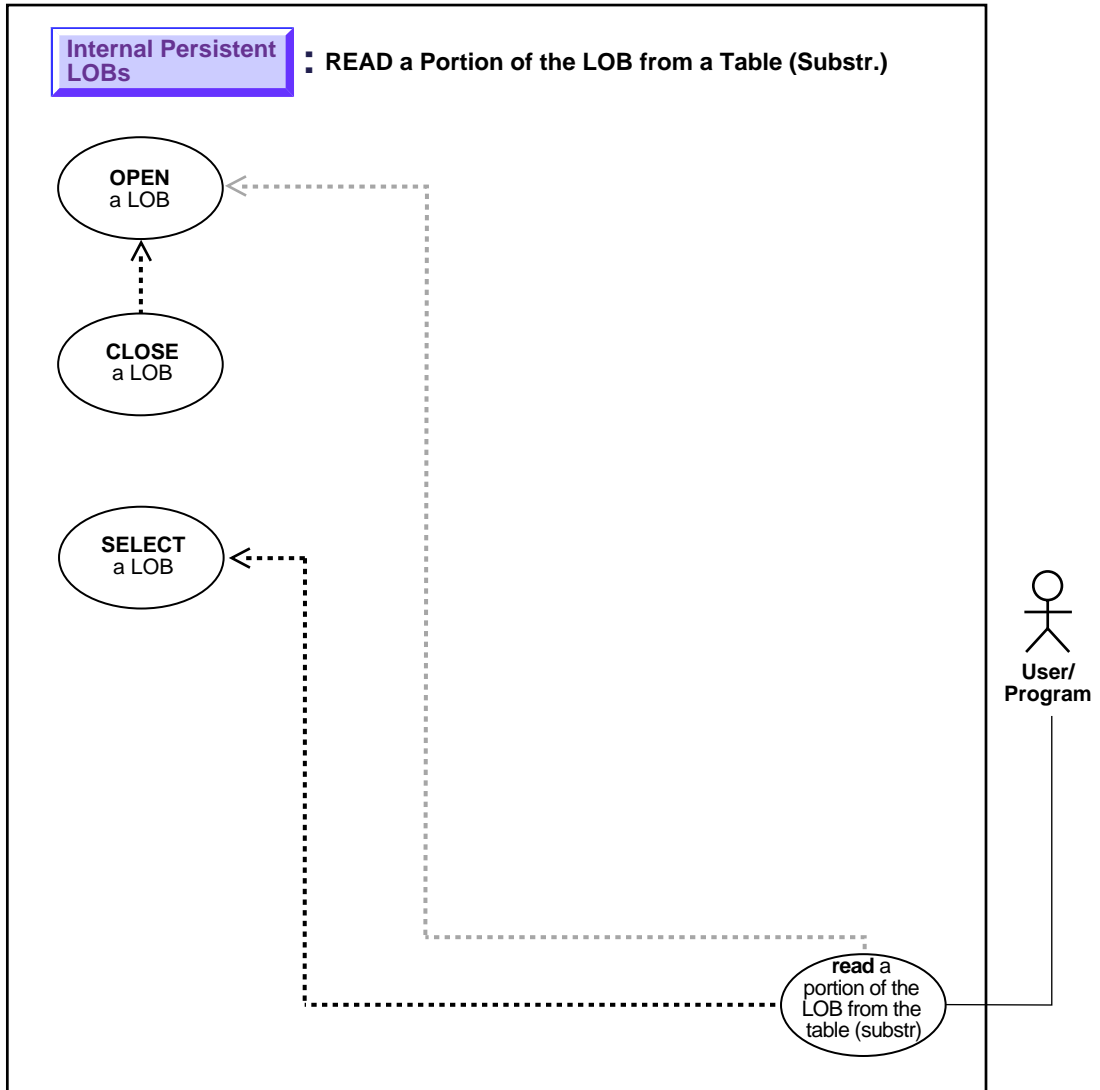 Internal Persistent
LOBs
: READ a Portion of the LOB from a Table (Substr.)
OPEN
a LOB
CLOSE
a LOB
SELECT
a LOB
User/
Program
read a
portion of the
LOB from the
table (substr)